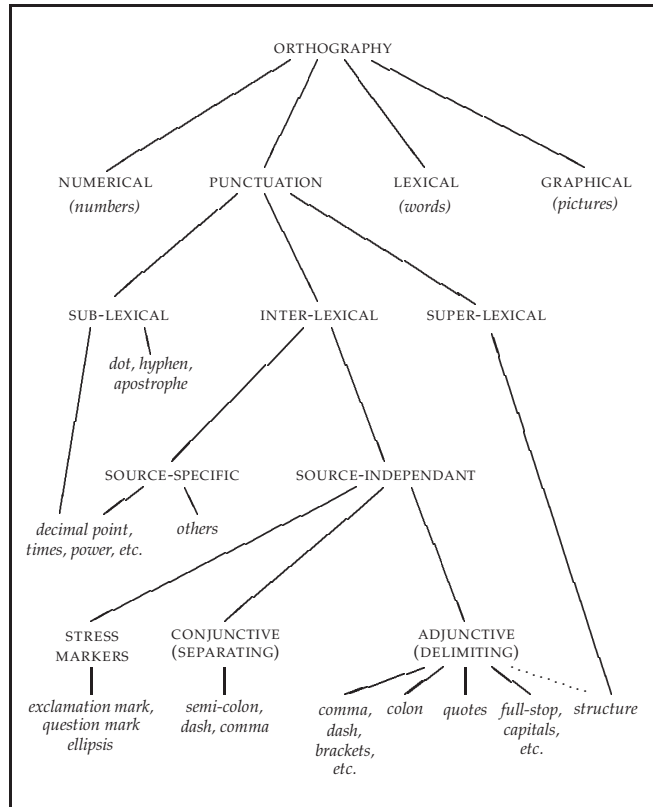 ORTHOGRAPHY
NUMERICAL
(numbers)
PUNCTUATION
LEXICAL
(words)
GRAPHICAL
(pictures)
SUB-LEXICAL
INTER-LEXICAL
SUPER-LEXICAL
dot, hyphen,
apostrophe
SOURCE-SPECIFIC
SOURCE-INDEPENDANT
decimal point,
times, power, etc.
others
STRESS
MARKERS
CONJUNCTIVE
(SEPARATING)
ADJUNCTIVE
(DELIMITING)
exclamation mark,
question mark
ellipsis
semi-colon,
dash, comma
comma,
dash,
brackets,
etc.
colon
quotes
full-stop,
capitals,
etc.
structure